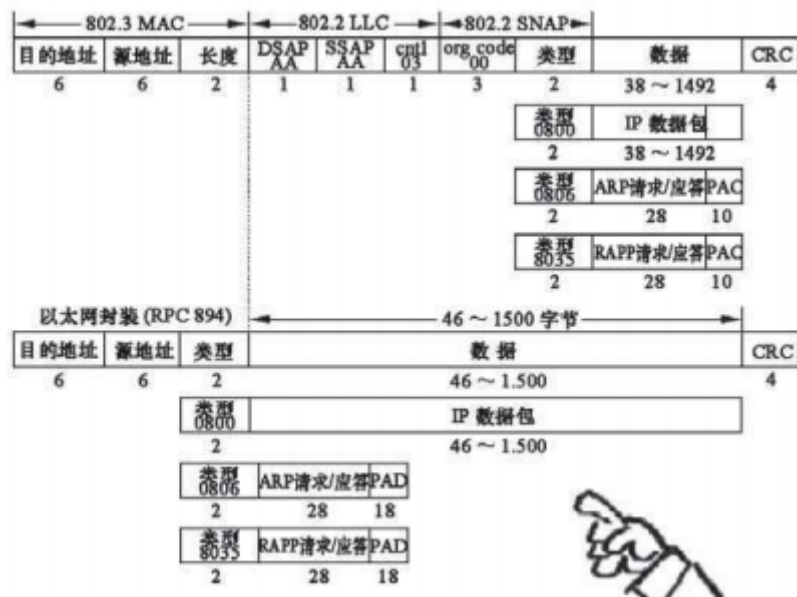 802.3 MAC 802.2 LLC 802.2 SNAP
目的地址 源地址 长度 DSAP AA SSAP AA cntl 03 org code 00 类型 数据 CRC
6 6 2 1 1 1 3 2 38～1492 4
类型 0800 IP 数据包
2 38～1492
类型 0806 ARP请求/应答 PAC
2 28 10
类型 8035 RAPP请求/应答 PAC
2 28 10
以太网封装 (RPC 894) 46～1500 字节
目的地址 源地址 类型 数据 CRC
6 6 2 46～1.500 4
类型 0800 IP 数据包
2 46～1.500
类型 0806 ARP请求/应答 PAD
2 28 18
类型 8035 RAPP请求/应答 PAD
2 28 18